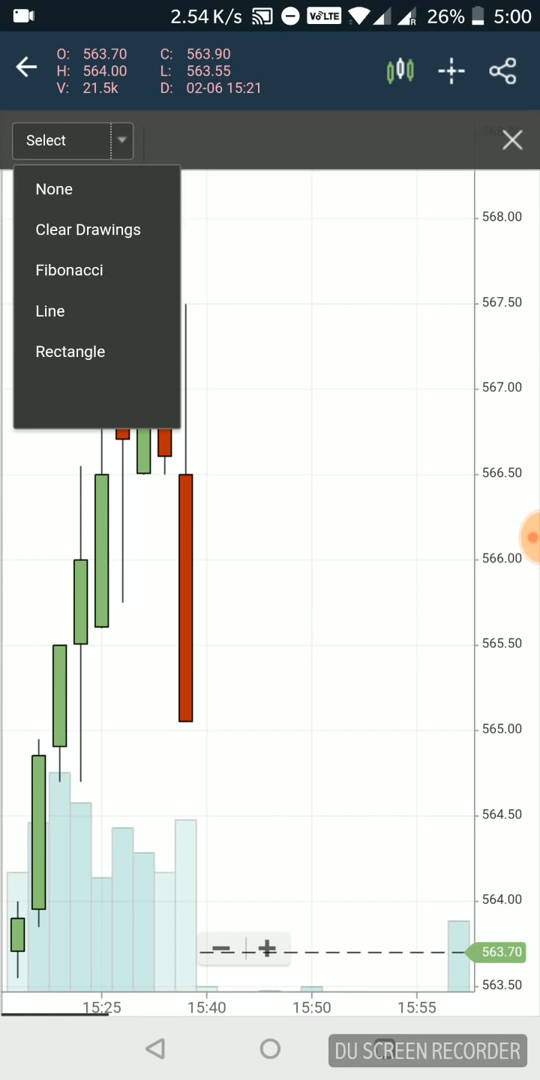 2.54 K/s VoLTE R 26% 5:00
O: 563.70 C: 563.90
H: 564.00 L: 563.55
V: 21.5k D: 02-06 15:21
Select
None
Clear Drawings
Fibonacci
Line
Rectangle
568.00
567.50
567.00
566.50
566.00
565.50
565.00
564.50
564.00
563.70
563.50
15:25 15:40 15:50 15:55
DU SCREEN RECORDER